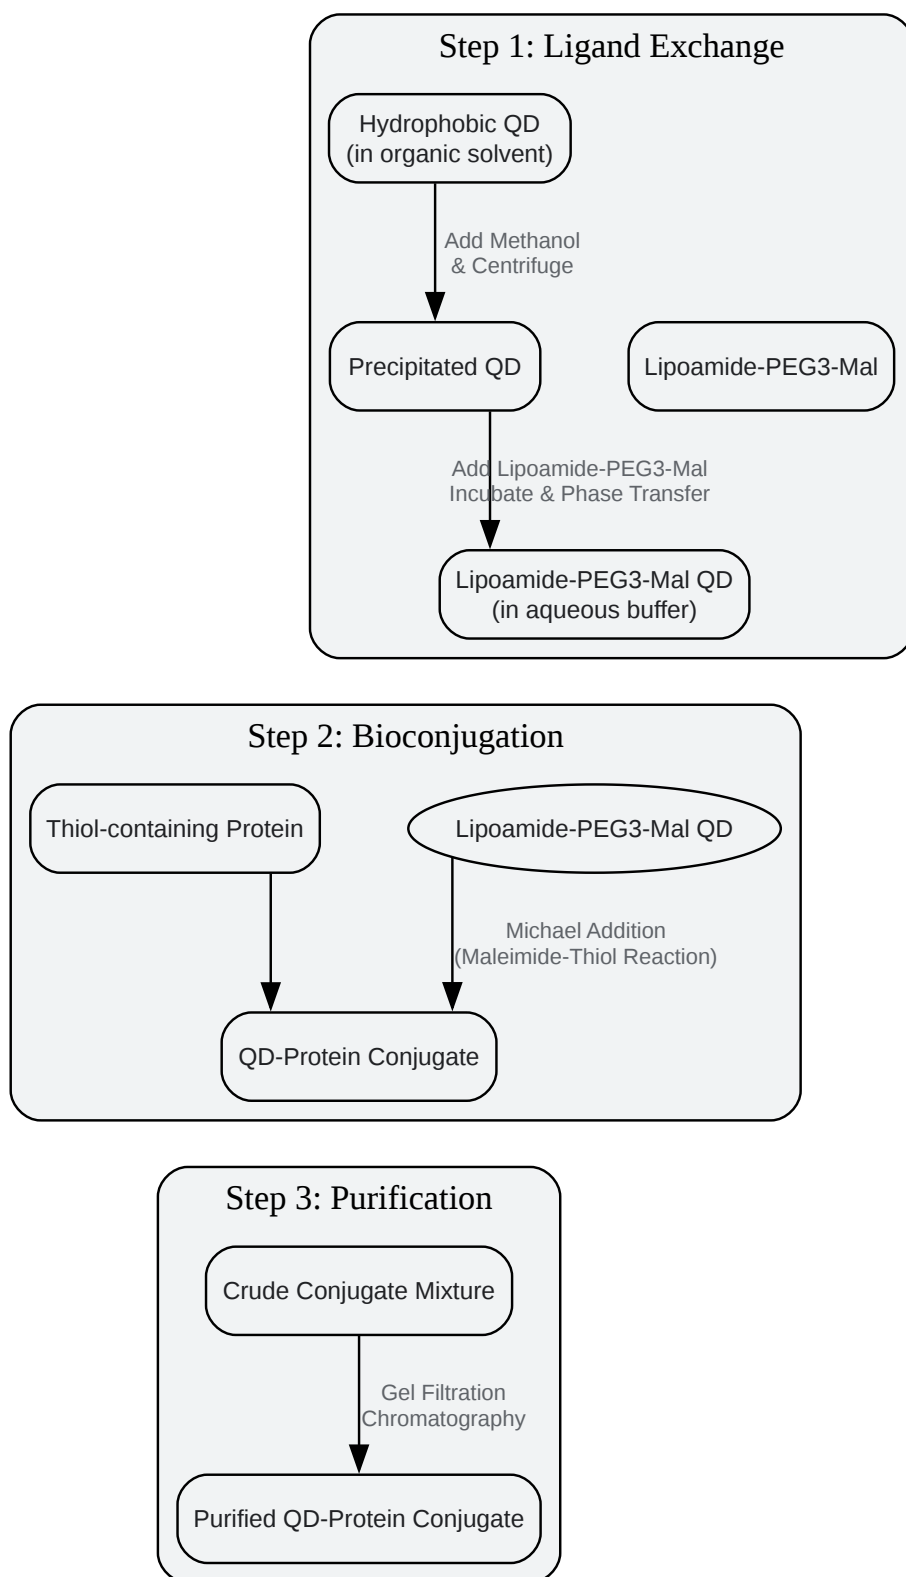 Step 1: Ligand Exchange
Hydrophobic QD
(in organic solvent)
Add Methanol
& Centrifuge
Precipitated QD
Lipoamide-PEG3-Mal
Add Lipoamide-PEG3-Mal
Incubate & Phase Transfer
Lipoamide-PEG3-Mal QD
(in aqueous buffer)
Step 2: Bioconjugation
Thiol-containing Protein
Lipoamide-PEG3-Mal QD
Michael Addition
(Maleimide-Thiol Reaction)
QD-Protein Conjugate
Step 3: Purification
Crude Conjugate Mixture
Gel Filtration
Chromatography
Purified QD-Protein Conjugate